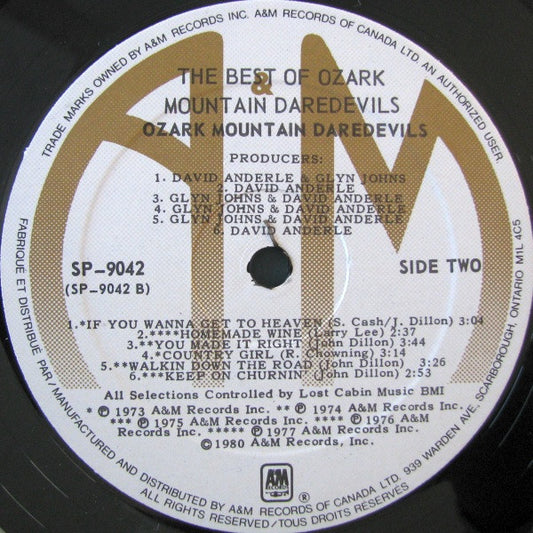 TRADE MARKS OWNED BY A&M RECORDS INC. A&M RECORDS OF CANADA LTD. AN AUTHORIZED USER.
&
THE BEST OF OZARK
MOUNTAIN DAREDEVILS
OZARK MOUNTAIN DAREDEVILS
PRODUCERS:
1. DAVID ANDERLE & GLYN JOHNS
2. DAVID ANDERLE
3. GLYN JOHNS & DAVID ANDERLE
4. GLYN JOHNS & DAVID ANDERLE
5. GLYN JOHNS & DAVID ANDERLE
6. DAVID ANDERLE
SP-9042
(SP-9042 B)
SIDE TWO
1.*IF YOU WANNA GET TO HEAVEN (S. Cash/J. Dillon) 3:04
2. ****HOMEMADE WINE (Larry Lee) 2:37
3.**YOU MADE IT RIGHT (John Dillon) 3:44
4.*COUNTRY GIRL (R. Chowning) 3:14
5.**WALKIN DOWN THE ROAD (John Dillon) 3:26
6.***KEEP ON CHURNIN' (John Dillon) 2:53
All Selections Controlled by Lost Cabin Music BMI
* ℗ 1973 A&M Records Inc. ** ℗ 1974 A&M Records
Inc. *** ℗ 1975 A&M Records Inc. **** ℗ 1976 A&M
Records Inc. ***** ℗ 1977 A&M Records Inc.
©1980 A&M Records, Inc.
AM
RECORDS
®
FABRIQUÉ ET DISTRIBUÉ PAR / MANUFACTURED AND DISTRIBUTED BY A&M RECORDS OF CANADA LTD. 939 WARDEN AVE, SCARBOROUGH, ONTARIO M1L 4C5
ALL RIGHTS RESERVED/TOUS DROITS RÉSERVÉS